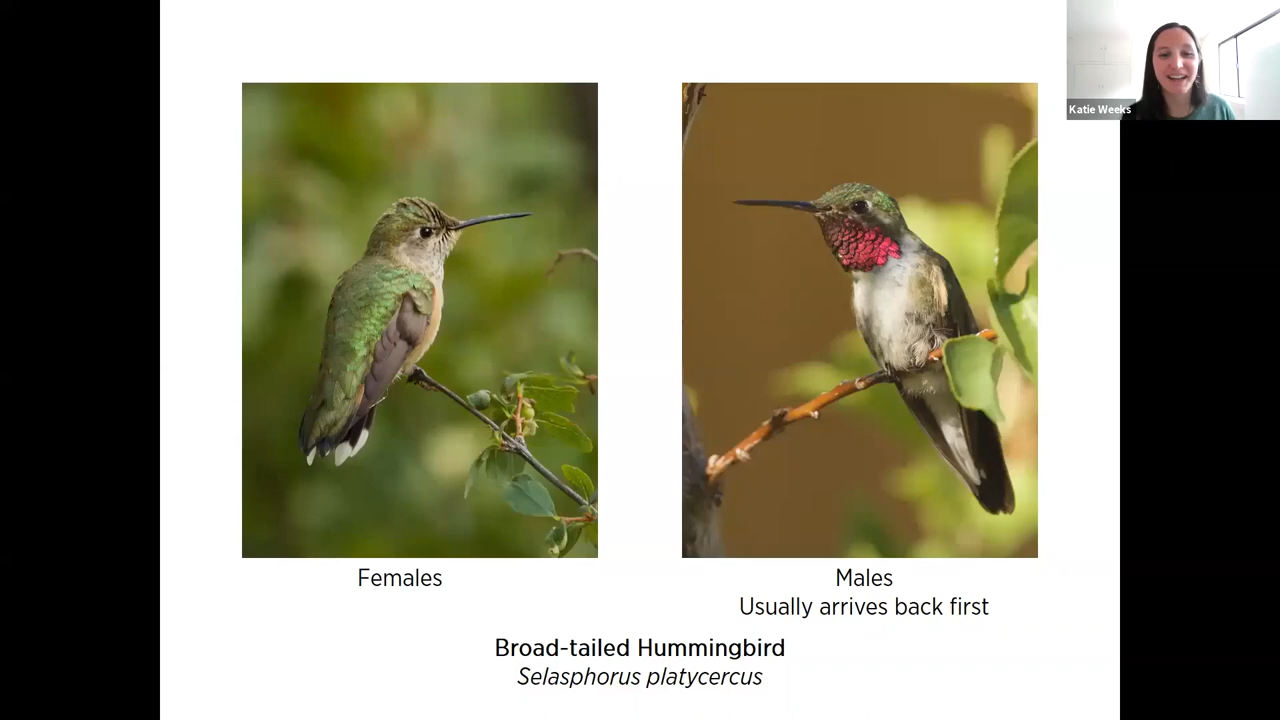 Katie Weeks
Females
Males
Usually arrives back first
Broad-tailed Hummingbird
Selasphorus platycercus